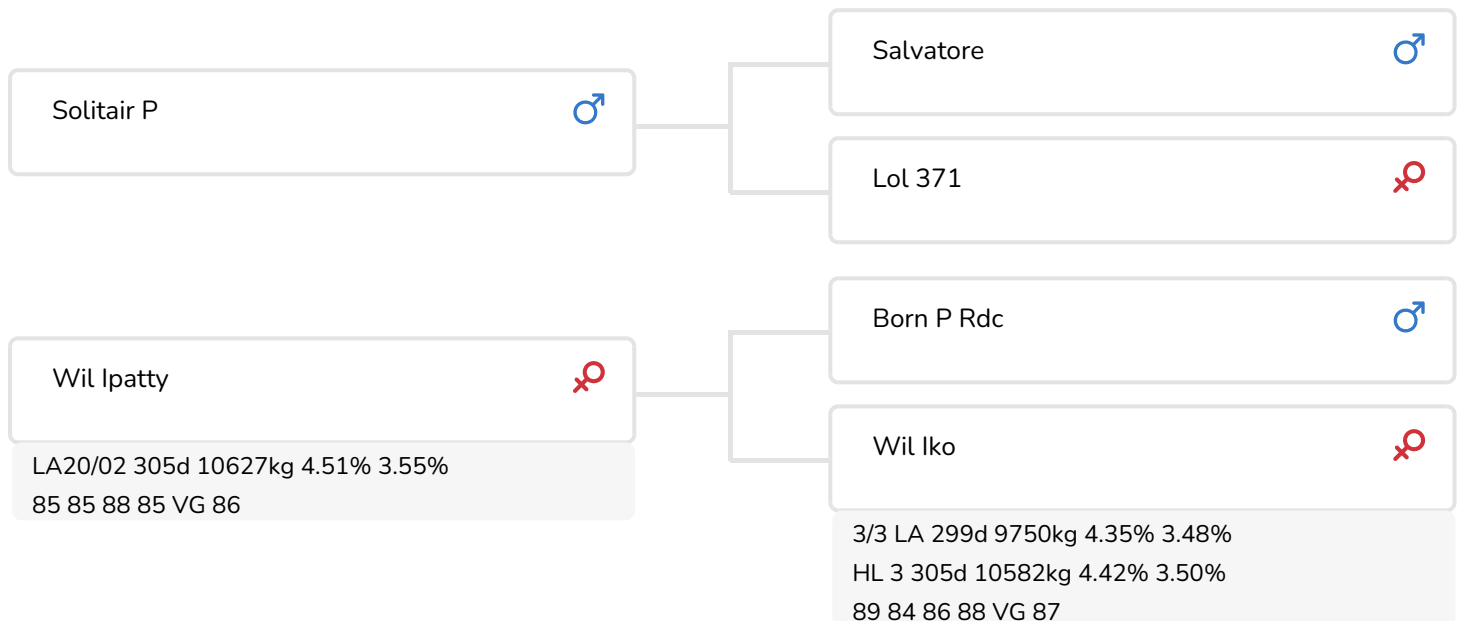 Solitair P
Salvatore
Lol 371
Wil Ipatty
LA20/02 305d 10627kg 4.51% 3.55%
85 85 88 85 VG 86
Born P Rdc
Wil Iko
3/3 LA 299d 9750kg 4.35% 3.48%
HL 3 305d 10582kg 4.42% 3.50%
89 84 86 88 VG 87